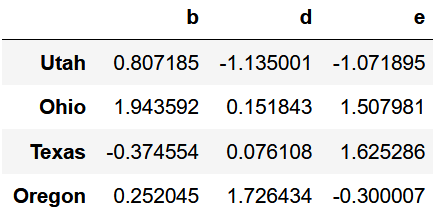 b d e
Utah 0.807185 -1.135001 -1.071895
Ohio 1.943592 0.151843 1.507981
Texas -0.374554 0.076108 1.625286
Oregon 0.252045 1.726434 -0.300007